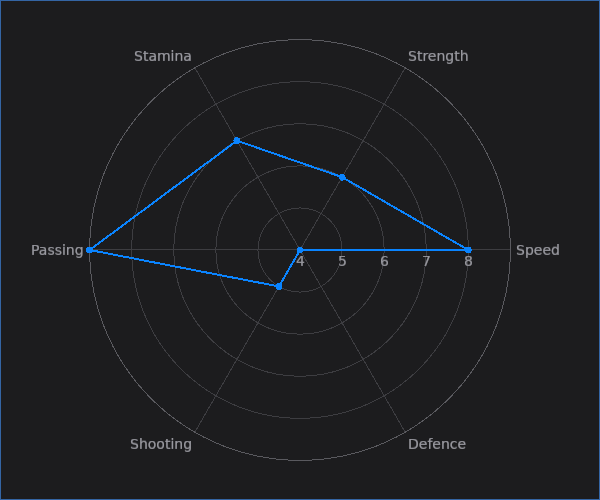 Stamina
Strength
Passing
Speed
4 5 6 7 8
Shooting
Defence